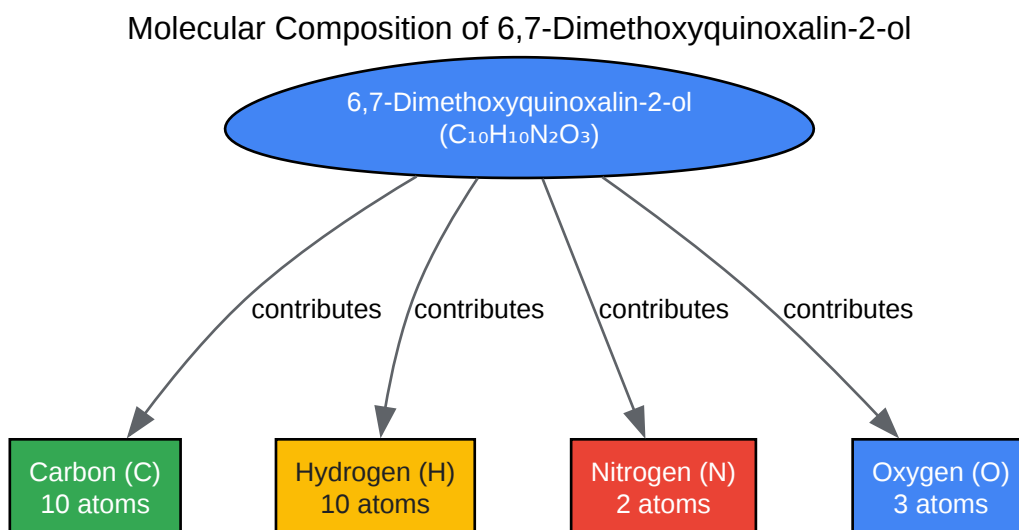 Molecular Composition of 6,7-Dimethoxyquinoxalin-2-ol
6,7-Dimethoxyquinoxalin-2-ol
(C₁₀H₁₀N₂O₃)
contributes contributes contributes contributes
Carbon (C)
10 atoms
Hydrogen (H)
10 atoms
Nitrogen (N)
2 atoms
Oxygen (O)
3 atoms